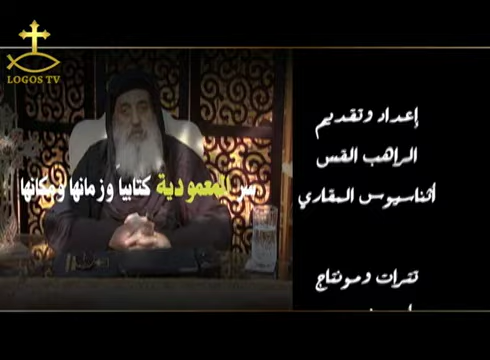 LOGOS TV
سر المعمودية كتابياً وزمانها ومكانها
إعداد وتقديم
الراهب القس
أثناسيوس المقاري
تترات ومونتاج